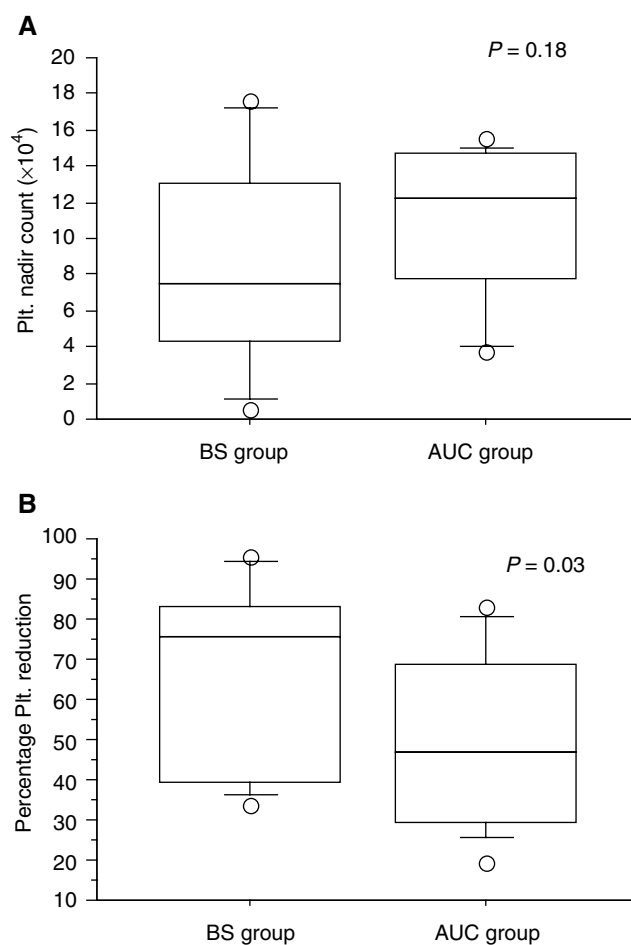 A
P = 0.18
Plt. nadir count (×10⁴)
20
18
16
14
12
10
8
6
4
2
0
BS group
AUC group
B
P = 0.03
Percentage Plt. reduction
100
90
80
70
60
50
40
30
20
10
BS group
AUC group